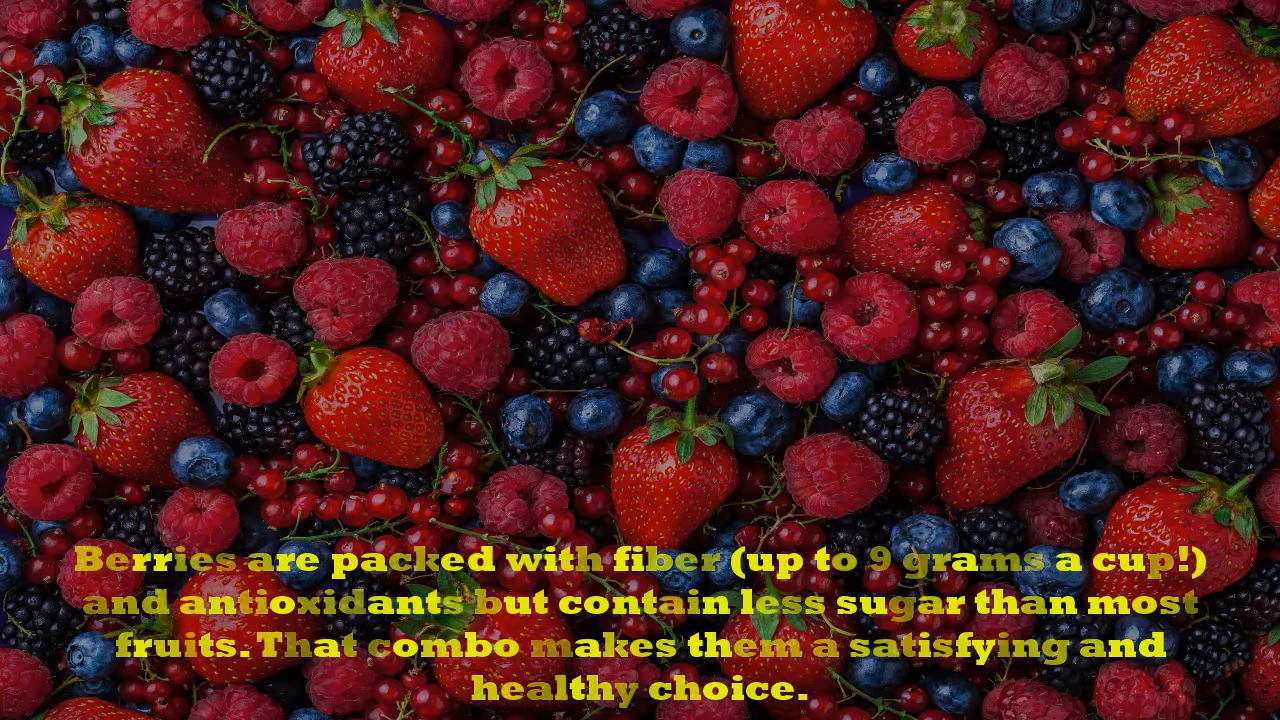 Berries are packed with fiber (up to 9 grams a cup!)
and antioxidants but contain less sugar than most
fruits. That combo makes them a satisfying and
healthy choice.